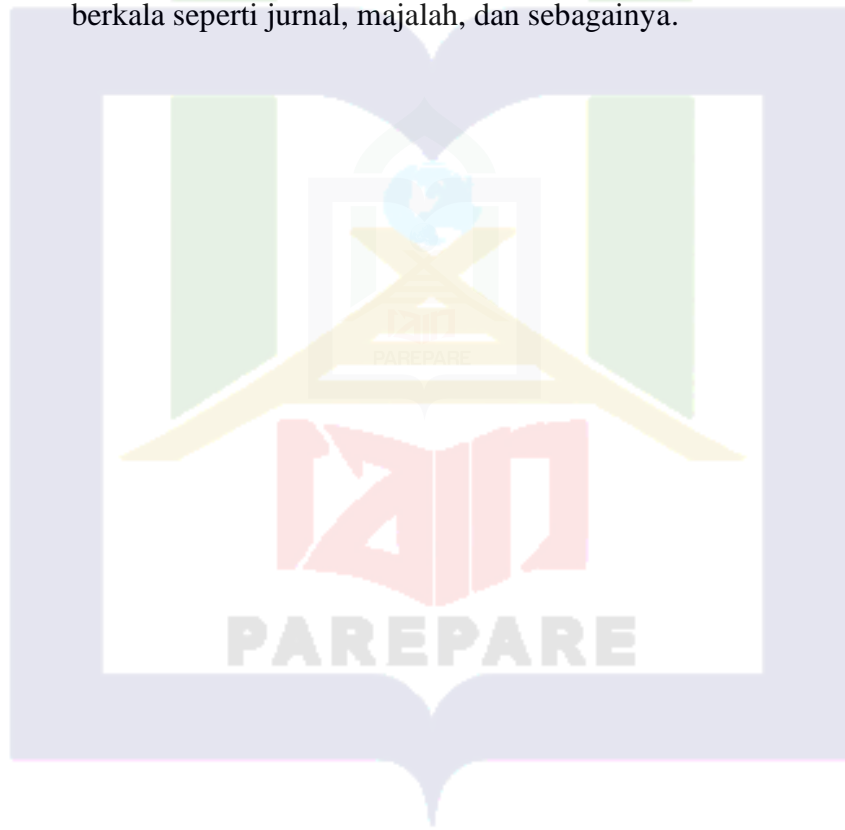 berkala seperti jurnal, majalah, dan sebagainya.
iain
PAREPARE
iain
PAREPARE